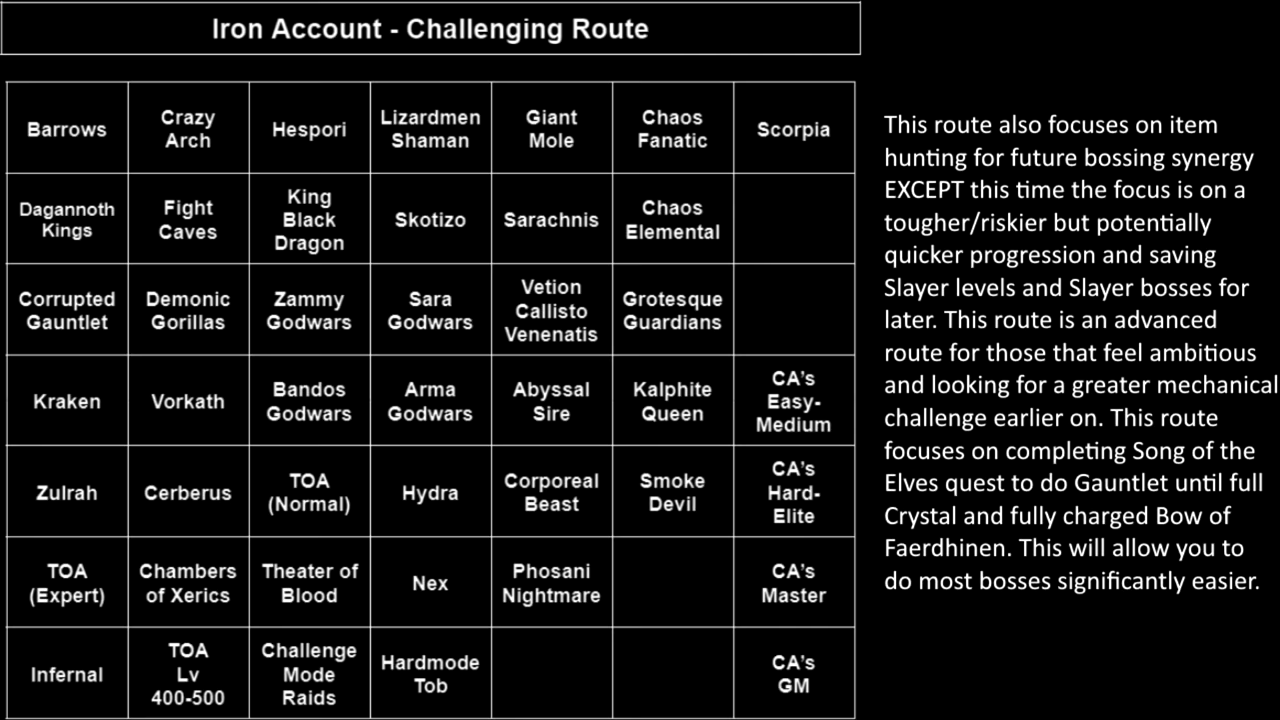 Iron Account - Challenging Route
Barrows
Crazy
Arch
Hespori
Lizardmen
Shaman
Giant
Mole
Chaos
Fanatic
Scorpia
Dagannoth
Kings
Fight
Caves
King
Black
Dragon
Skotizo
Sarachnis
Chaos
Elemental
Corrupted
Gauntlet
Demonic
Gorillas
Zammy
Godwars
Sara
Godwars
Vetion
Callisto
Venenatis
Grotesque
Guardians
Kraken
Vorkath
Bandos
Godwars
Arma
Godwars
Abyssal
Sire
Kalphite
Queen
CA's
Easy-
Medium
Zulrah
Cerberus
TOA
(Normal)
Hydra
Corporeal
Beast
Smoke
Devil
CA's
Hard-
Elite
TOA
(Expert)
Chambers
of Xerics
Theater of
Blood
Nex
Phosani
Nightmare
CA's
Master
Infernal
TOA
Lv
400-500
Challenge
Mode
Raids
Hardmode
Tob
CA's
GM
This route also focuses on item
hunting for future bossing synergy
EXCEPT this time the focus is on a
tougher/riskier but potentially
quicker progression and saving
Slayer levels and Slayer bosses for
later. This route is an advanced
route for those that feel ambitious
and looking for a greater mechanical
challenge earlier on. This route
focuses on completing Song of the
Elves quest to do Gauntlet until full
Crystal and fully charged Bow of
Faerdhinen. This will allow you to
do most bosses significantly easier.